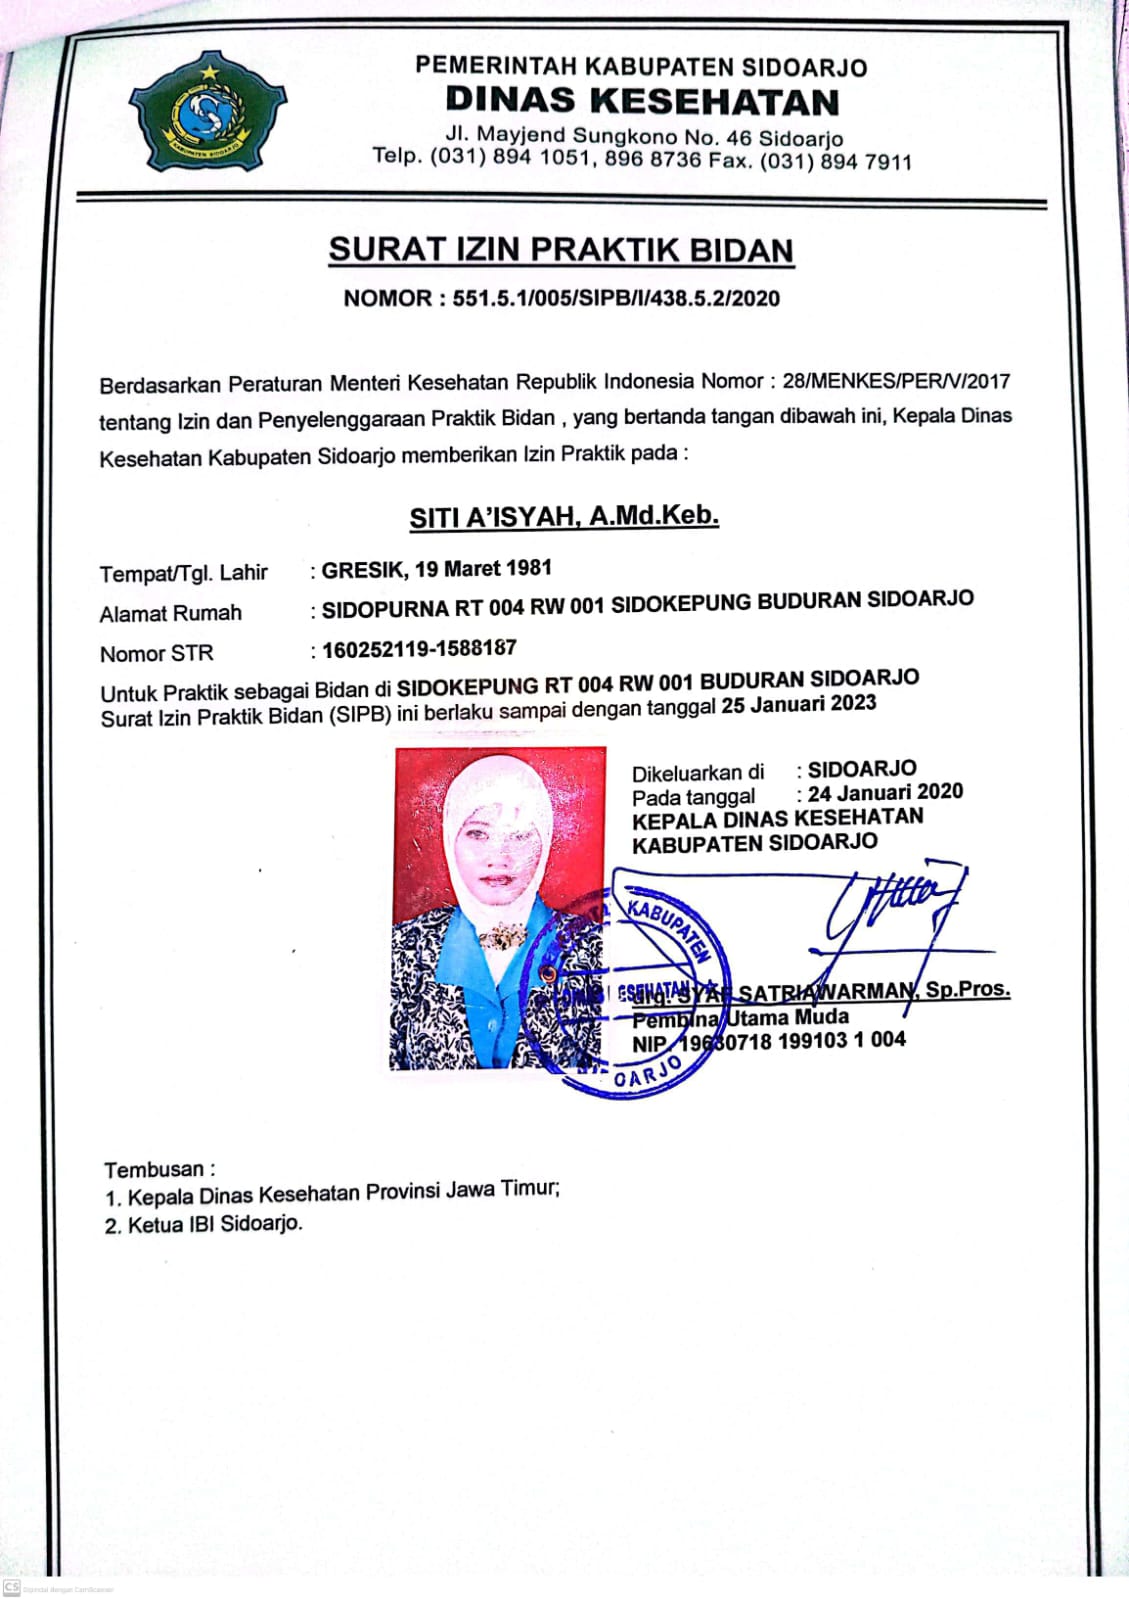 PEMERINTAH KABUPATEN SIDOARJO
DINAS KESEHATAN
Jl. Mayjend Sungkono No. 46 Sidoarjo
Telp. (031) 894 1051, 896 8736 Fax. (031) 894 7911
KABUPATEN SIDOARJO
SURAT IZIN PRAKTIK BIDAN
NOMOR : 551.5.1/005/SIPB/I/438.5.2/2020
Berdasarkan Peraturan Menteri Kesehatan Republik Indonesia Nomor : 28/MENKES/PER/V/2017
tentang Izin dan Penyelenggaraan Praktik Bidan , yang bertanda tangan dibawah ini, Kepala Dinas
Kesehatan Kabupaten Sidoarjo memberikan Izin Praktik pada :
SITI A'ISYAH, A.Md.Keb.
Tempat/Tgl. Lahir : GRESIK, 19 Maret 1981
Alamat Rumah : SIDOPURNA RT 004 RW 001 SIDOKEPUNG BUDURAN SIDOARJO
Nomor STR : 160252119-1588187
Untuk Praktik sebagai Bidan di SIDOKEPUNG RT 004 RW 001 BUDURAN SIDOARJO
Surat Izin Praktik Bidan (SIPB) ini berlaku sampai dengan tanggal 25 Januari 2023
Dikeluarkan di : SIDOARJO
Pada tanggal : 24 Januari 2020
KEPALA DINAS KESEHATAN
KABUPATEN SIDOARJO
KABUPATEN
ESEHATAN
OARJO
drg. SYAF SATRIAWARMAN, Sp.Pros.
Pembina Utama Muda
NIP. 19630718 199103 1 004
Tembusan :
1. Kepala Dinas Kesehatan Provinsi Jawa Timur;
2. Ketua IBI Sidoarjo.
CS Dipindai dengan CamScanner